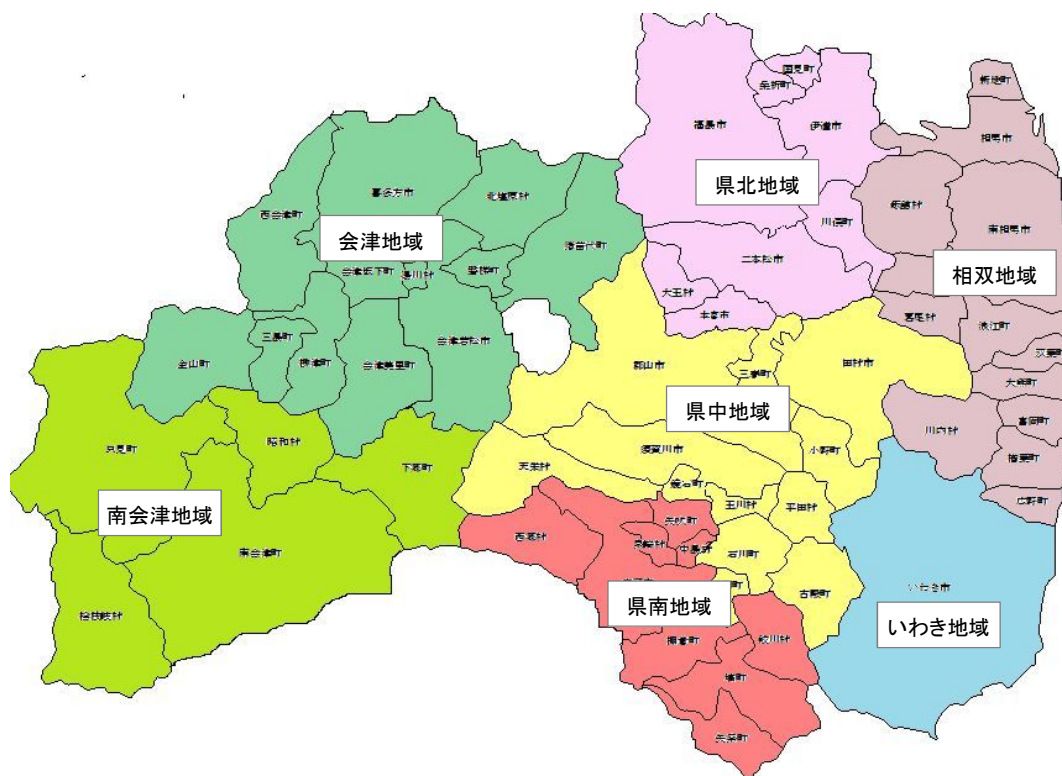 国見町
桑折町
新地町
福島市
伊達市
相馬市
県北地域
喜多方市
北塩原村
飯舘村
西会津町
川俣町
南相馬市
会津地域
猪苗代町
二本松市
相双地域
会津坂下町
湯川村
磐梯町
大玉村
本宮市
葛尾村
浪江町
三島町
会津若松市
双葉町
金山町
柳津町
会津美里町
郡山市
三春町
田村市
大熊町
県中地域
川内村
富岡町
只見町
昭和村
下郷町
須賀川市
小野町
天栄村
楢葉町
鏡石町
玉川村
平田村
広野町
南会津地域
西郷村
矢吹町
泉崎村
中島村
南会津町
石川町
いわき市
町
古殿町
檜枝岐村
県南地域
いわき地域
棚倉町
鮫川村
塙町
矢祭町